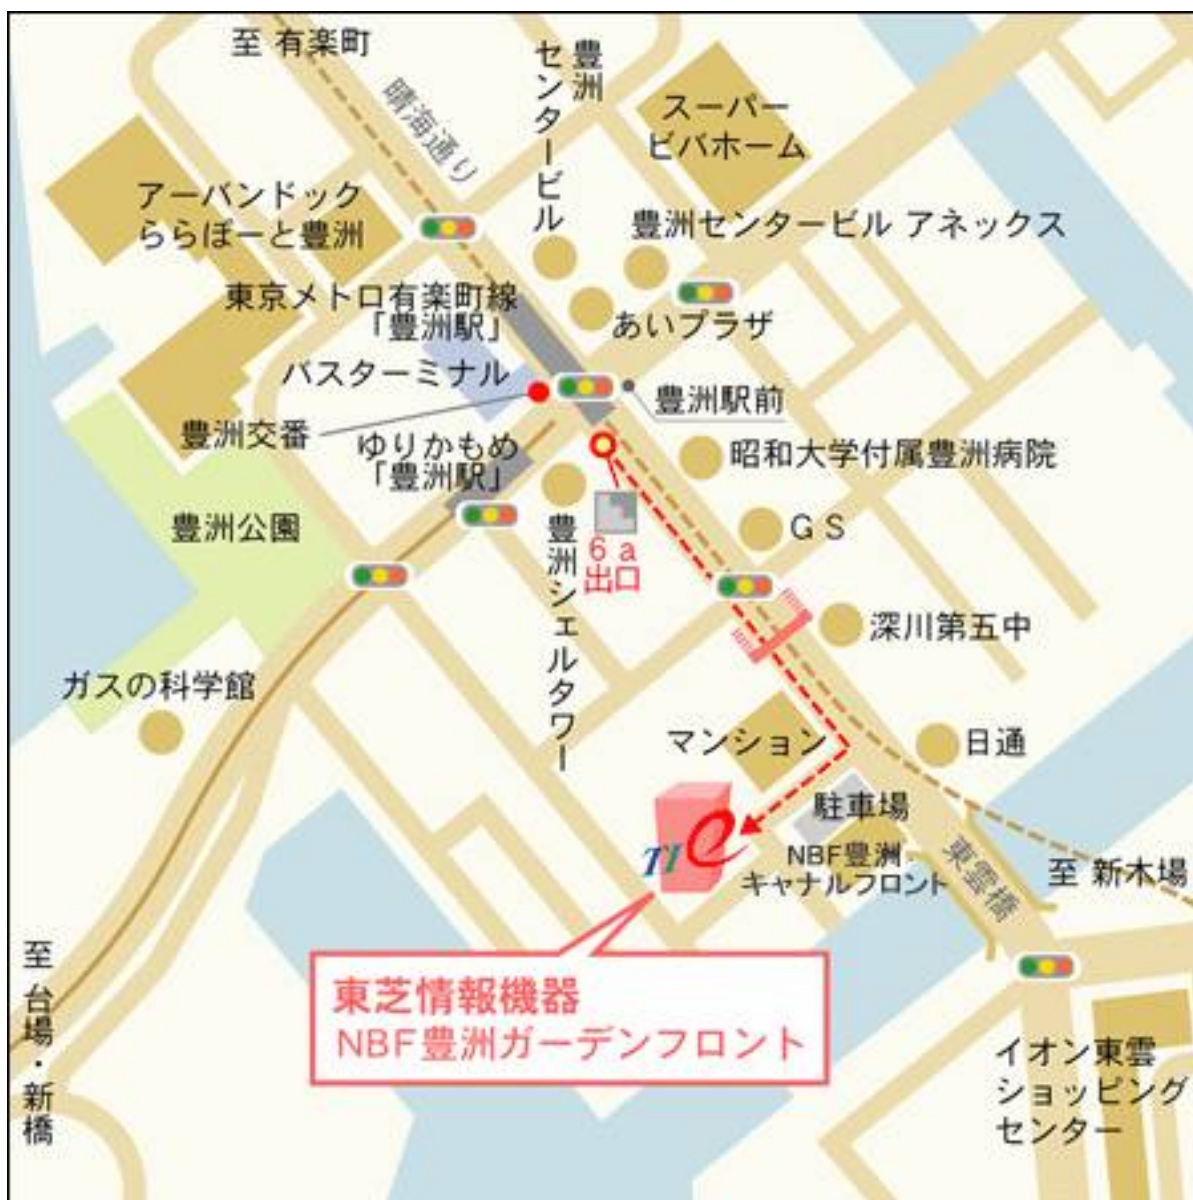 至 有楽町
晴海通り
豊洲
センタービル
スーパー
ビバホーム
アーバンドック
ららぽーと豊洲
豊洲センタービル アネックス
東京メトロ有楽町線
「豊洲駅」
あいプラザ
バスターミナル
豊洲駅前
豊洲交番
ゆりかもめ
「豊洲駅」
昭和大学付属豊洲病院
豊洲公園
GS
6a
出口
豊洲シェルタワー
深川第五中
ガスの科学館
マンション
日通
駐車場
TIe
NBF豊洲
キャナルフロント
東雲橋
至 新木場
東芝情報機器
NBF豊洲ガーデンフロント
至 台場・新橋
イオン東雲
ショッピング
センター